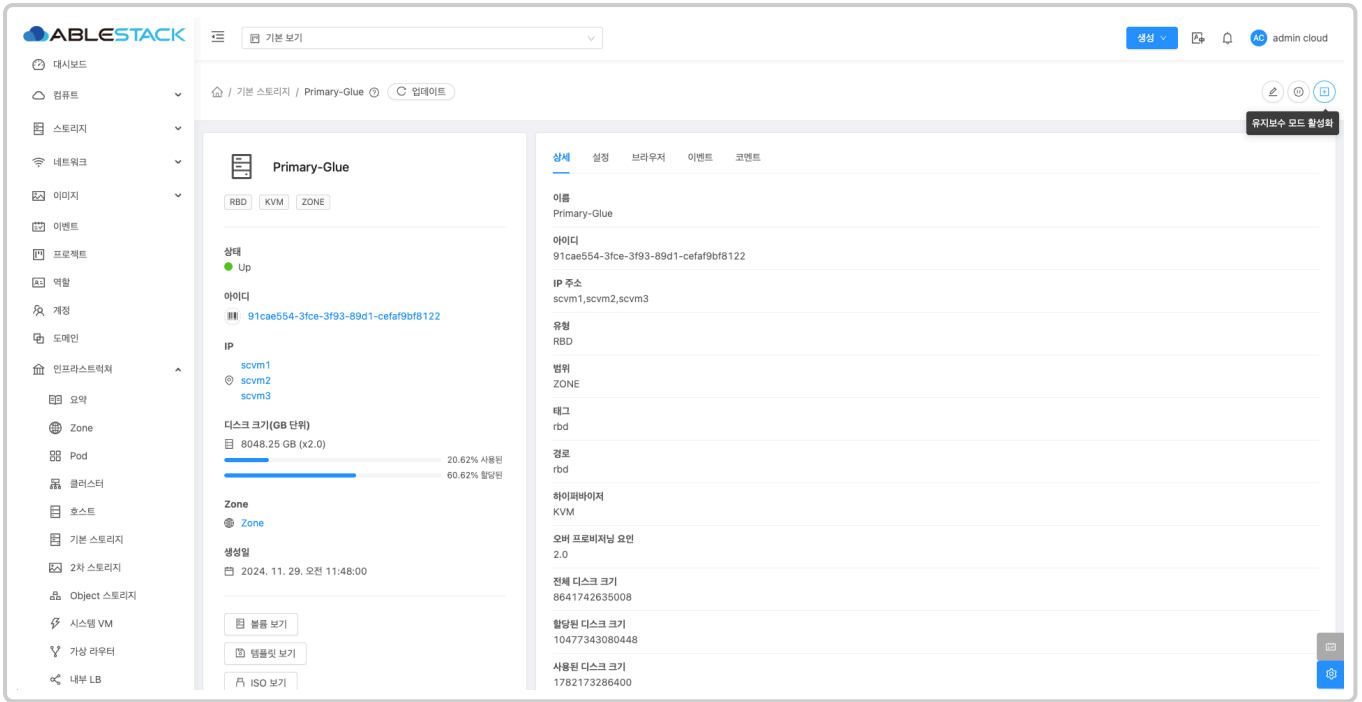 ABLESTACK
기본 보기
생성
AC admin cloud
대시보드
컴퓨트
스토리지
네트워크
이미지
이벤트
프로젝트
역할
계정
도메인
인프라스트럭쳐
요약
Zone
Pod
클러스터
호스트
기본 스토리지
2차 스토리지
Object 스토리지
시스템 VM
가상 라우터
내부 LB
/ 기본 스토리지 / Primary-Glue 업데이트
유지보수 모드 활성화
Primary-Glue
RBD KVM ZONE
상태
Up
아이디
91cae554-3fce-3f93-89d1-cefaf9bf8122
IP
scvm1
scvm2
scvm3
디스크 크기(GB 단위)
8048.25 GB (x2.0)
20.62% 사용된
60.62% 할당된
Zone
Zone
생성일
2024. 11. 29. 오전 11:48:00
볼륨 보기
템플릿 보기
ISO 보기
상세 설정 브라우저 이벤트 코멘트
이름
Primary-Glue
아이디
91cae554-3fce-3f93-89d1-cefaf9bf8122
IP 주소
scvm1,scvm2,scvm3
유형
RBD
범위
ZONE
태그
rbd
경로
rbd
하이퍼바이저
KVM
오버 프로비저닝 요인
2.0
전체 디스크 크기
8641742635008
할당된 디스크 크기
10477343080448
사용된 디스크 크기
1782173286400